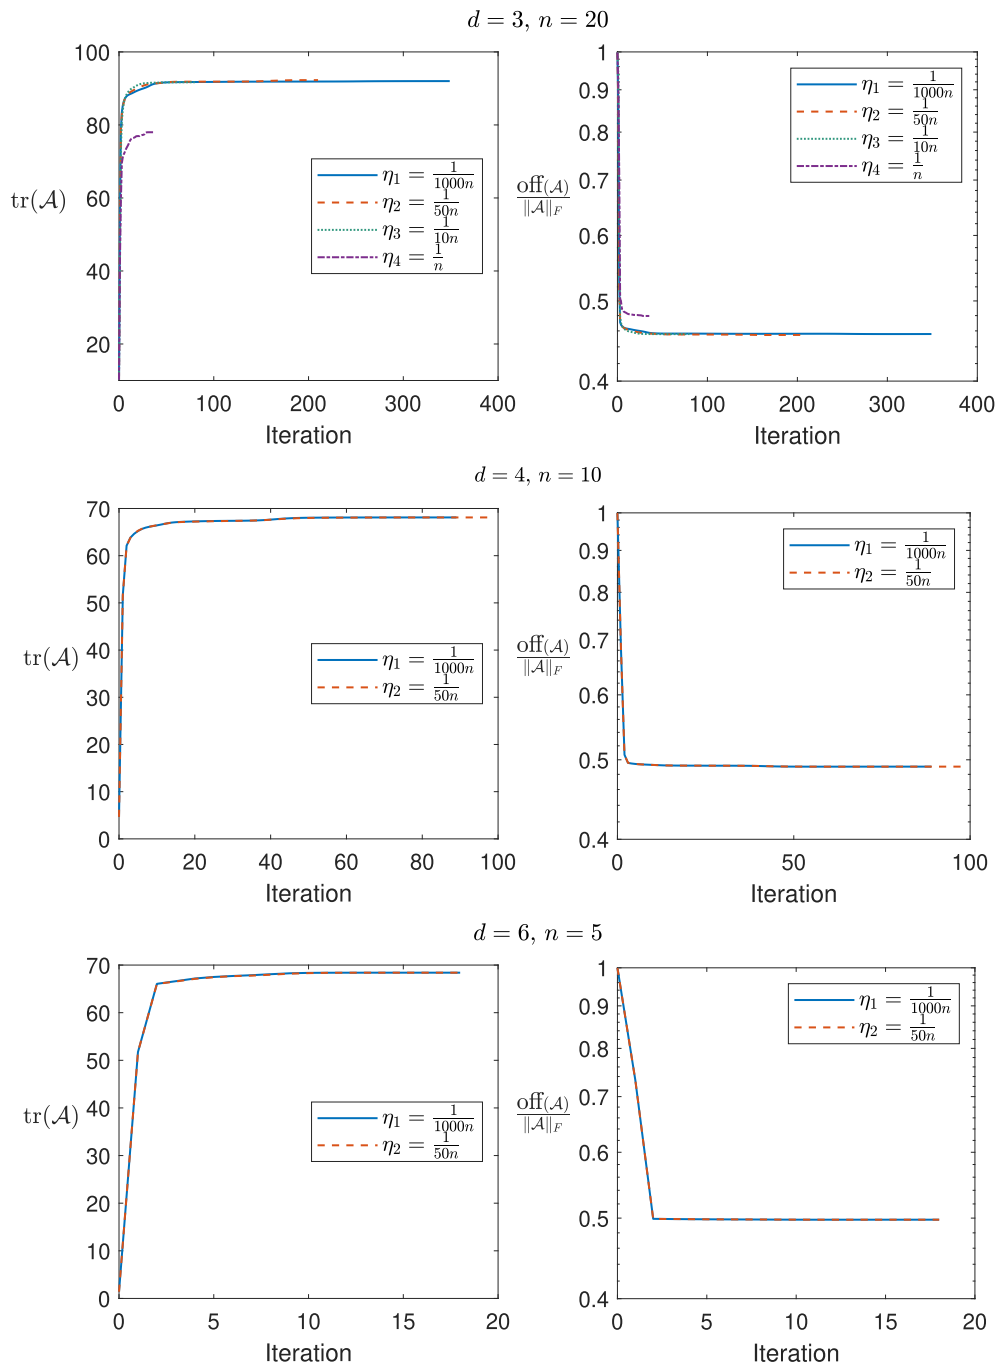 d = 3, n = 20
100
80
60
40
20
tr(𝒜)
η₁ = 1/1000n
η₂ = 1/50n
η₃ = 1/10n
η₄ = 1/n
0 100 200 300 400
Iteration
1
0.9
0.8
0.7
0.6
0.5
0.4
off(𝒜)/‖𝒜‖F
η₁ = 1/1000n
η₂ = 1/50n
η₃ = 1/10n
η₄ = 1/n
0 100 200 300 400
Iteration
d = 4, n = 10
70
60
50
40
30
20
10
0
tr(𝒜)
η₁ = 1/1000n
η₂ = 1/50n
0 20 40 60 80 100
Iteration
1
0.9
0.8
0.7
0.6
0.5
0.4
off(𝒜)/‖𝒜‖F
η₁ = 1/1000n
η₂ = 1/50n
0 50 100
Iteration
d = 6, n = 5
70
60
50
40
30
20
10
0
tr(𝒜)
η₁ = 1/1000n
η₂ = 1/50n
0 5 10 15 20
Iteration
1
0.9
0.8
0.7
0.6
0.5
0.4
off(𝒜)/‖𝒜‖F
η₁ = 1/1000n
η₂ = 1/50n
0 5 10 15 20
Iteration